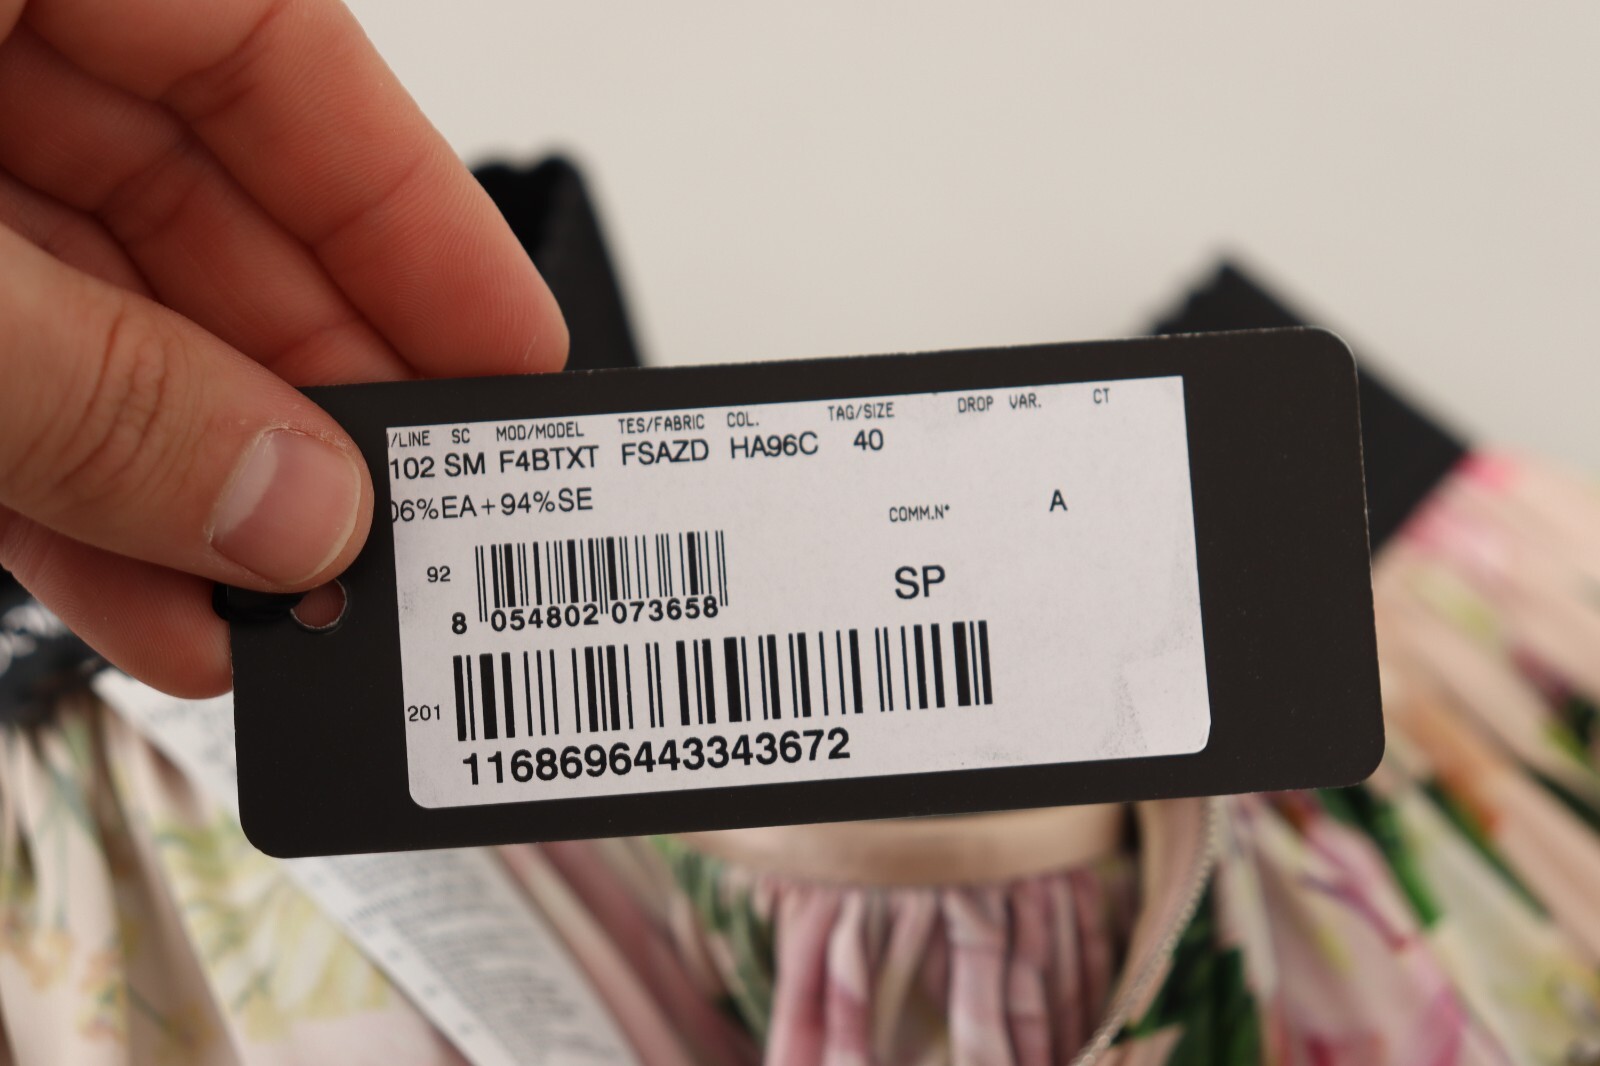 /LINE SC MOD/MODEL TES/FABRIC COL. TAG/SIZE DROP VAR. CT
102 SM F4BTXT FSAZD HA96C 40
06%EA+94%SE
COMM.N° A
92
SP
8 054802 073658
201
1168696443343672